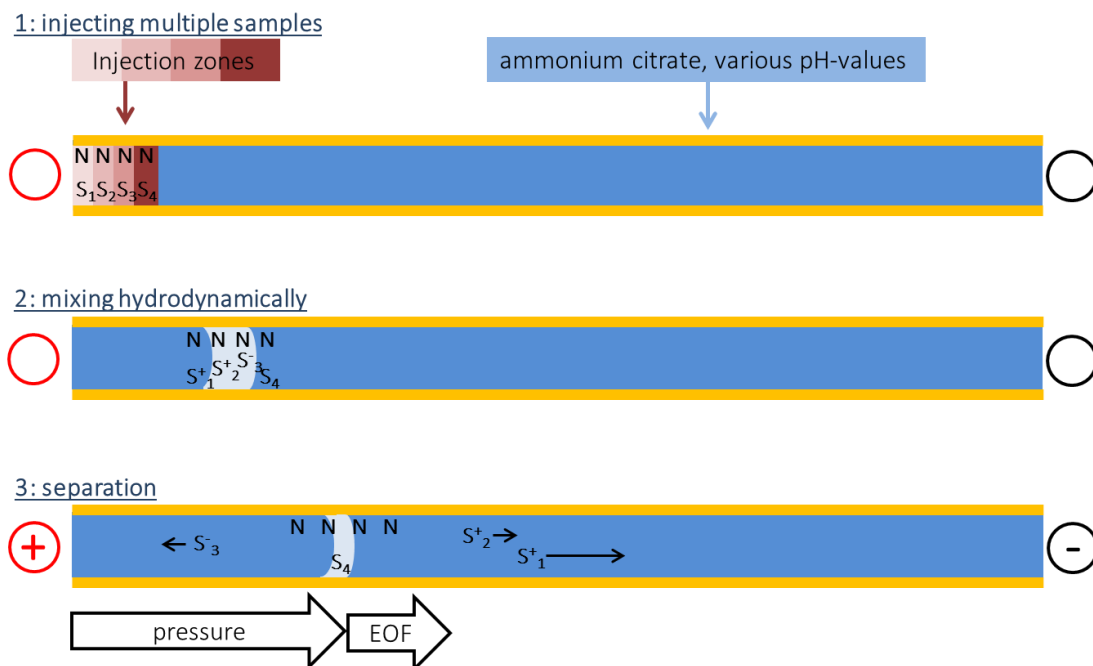 1: injecting multiple samples
Injection zones
ammonium citrate, various pH-values
N N N N
S₁ S₂ S₃ S₄
2: mixing hydrodynamically
N N N N
S⁺₁ S⁺₂ S⁻₃ S₄
3: separation
N N N N
+ S⁻₃ S₄ S⁺₂ S⁺₁ -
pressure
EOF